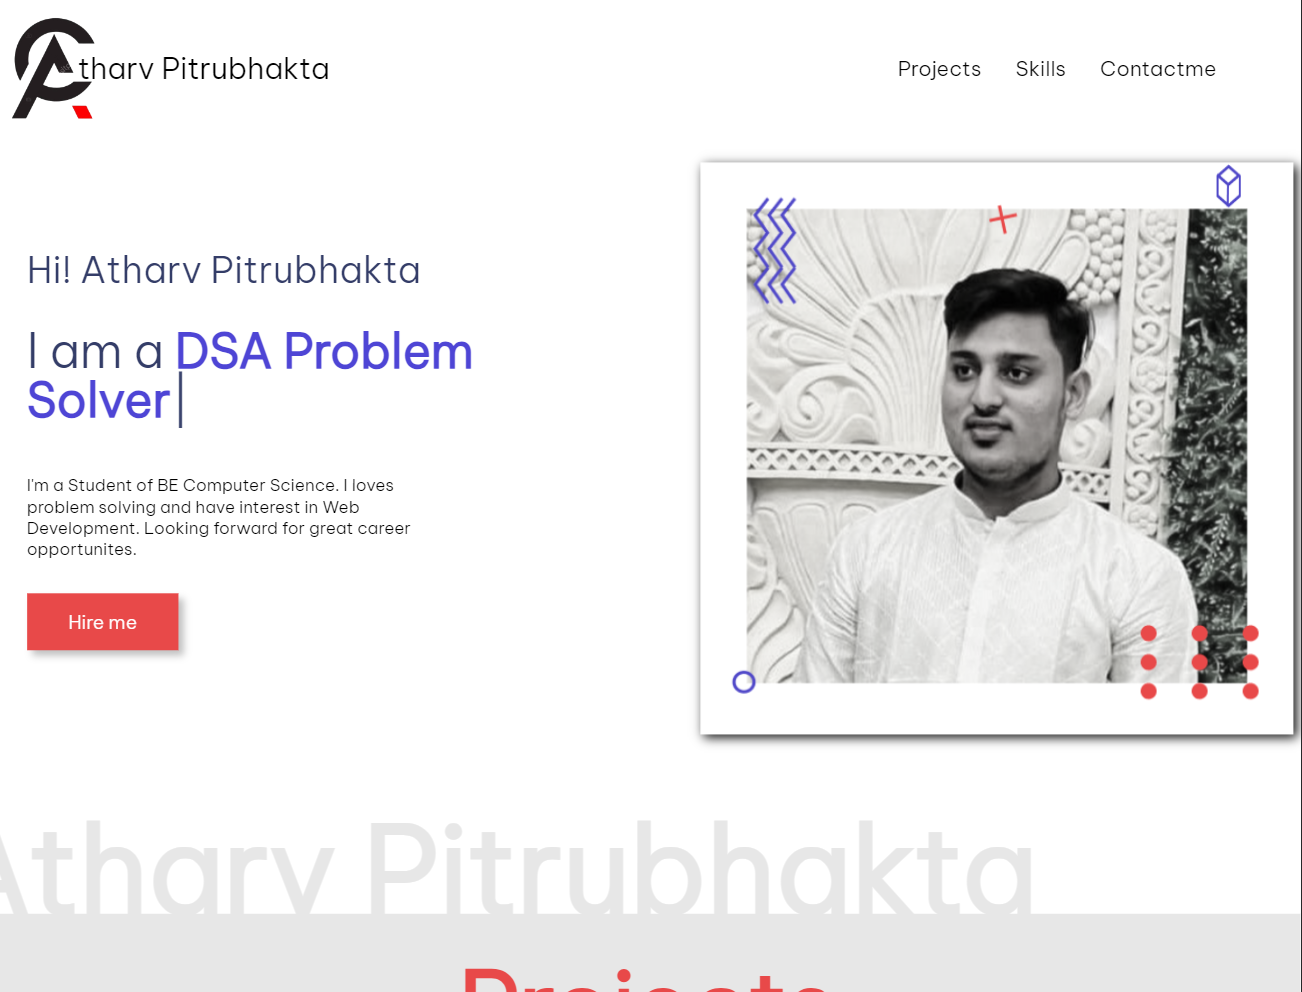 Atharv Pitrubhakta
Projects Skills Contactme
Hi! Atharv Pitrubhakta
I am a DSA Problem
Solver
I'm a Student of BE Computer Science. I loves
problem solving and have interest in Web
Development. Looking forward for great career
opportunites.
Hire me
Atharv Pitrubhakta
Projects